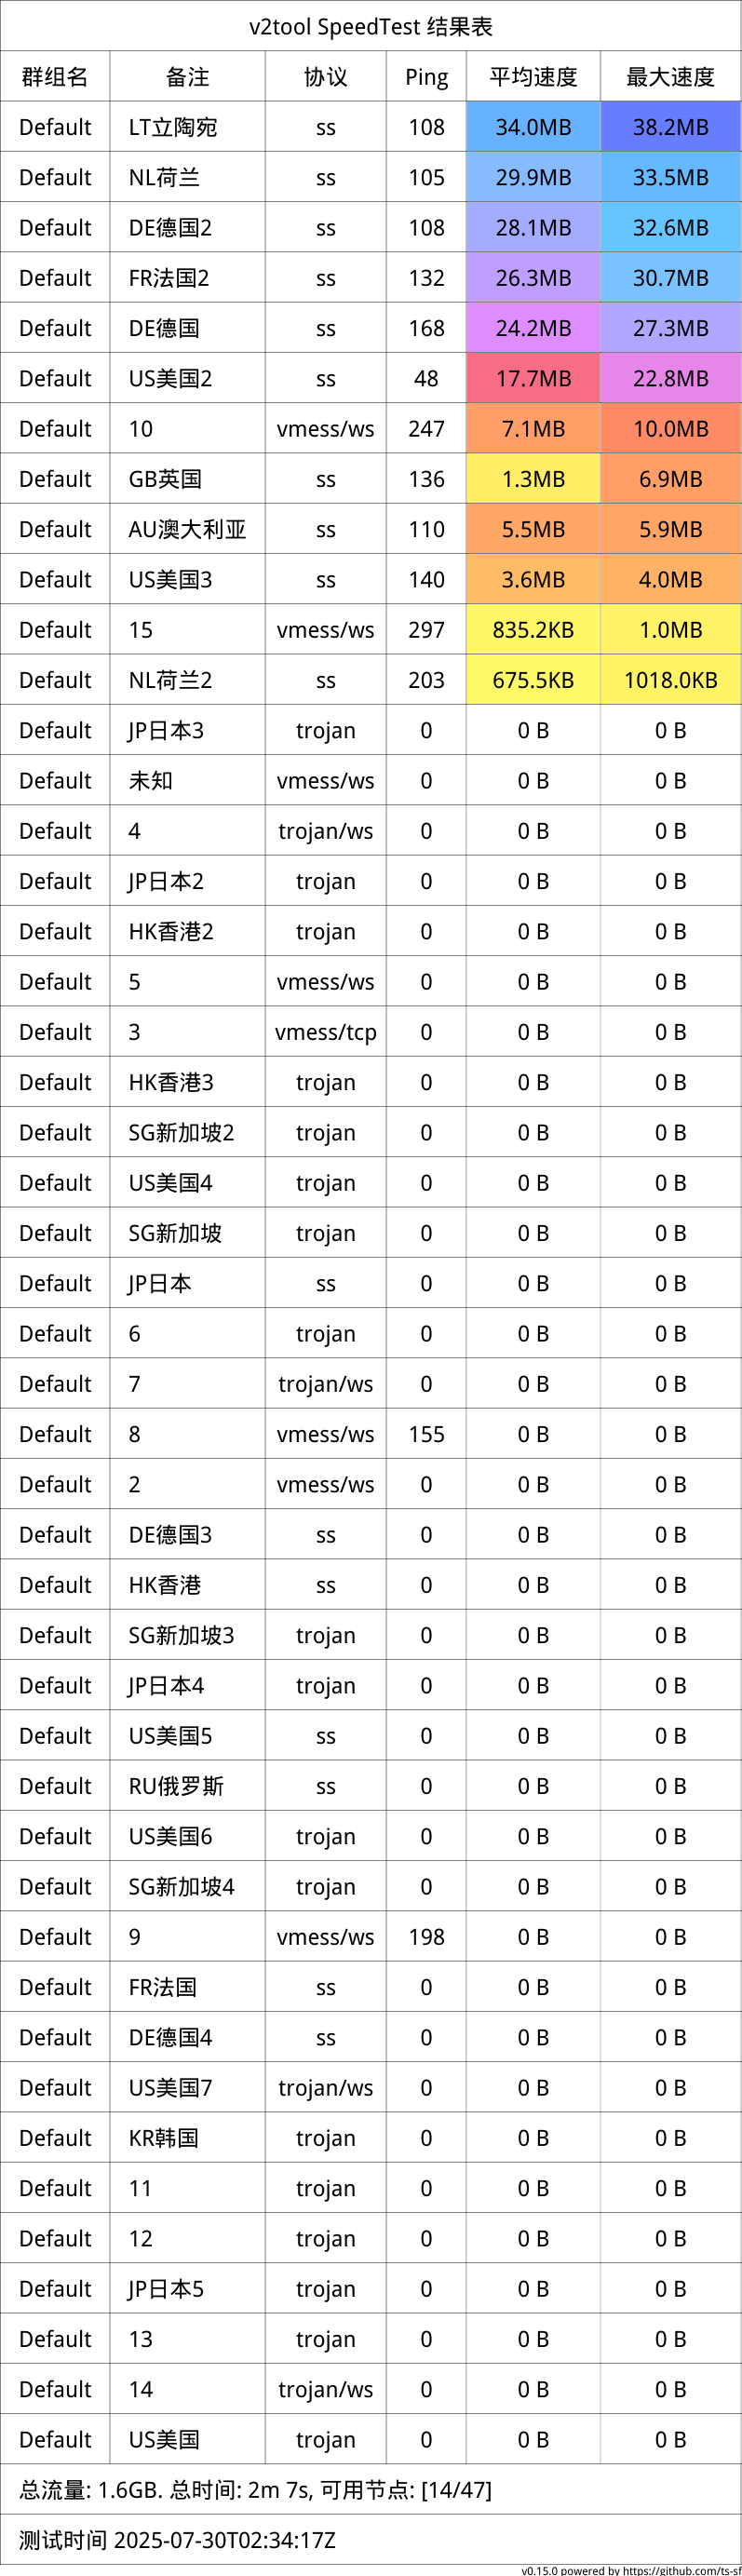 v2tool SpeedTest 结果表
群组名 备注 协议 Ping 平均速度 最大速度
Default LT立陶宛 ss 108 34.0MB 38.2MB
Default NL荷兰 ss 105 29.9MB 33.5MB
Default DE德国2 ss 108 28.1MB 32.6MB
Default FR法国2 ss 132 26.3MB 30.7MB
Default DE德国 ss 168 24.2MB 27.3MB
Default US美国2 ss 48 17.7MB 22.8MB
Default 10 vmess/ws 247 7.1MB 10.0MB
Default GB英国 ss 136 1.3MB 6.9MB
Default AU澳大利亚 ss 110 5.5MB 5.9MB
Default US美国3 ss 140 3.6MB 4.0MB
Default 15 vmess/ws 297 835.2KB 1.0MB
Default NL荷兰2 ss 203 675.5KB 1018.0KB
Default JP日本3 trojan 0 0 B 0 B
Default 未知 vmess/ws 0 0 B 0 B
Default 4 trojan/ws 0 0 B 0 B
Default JP日本2 trojan 0 0 B 0 B
Default HK香港2 trojan 0 0 B 0 B
Default 5 vmess/ws 0 0 B 0 B
Default 3 vmess/tcp 0 0 B 0 B
Default HK香港3 trojan 0 0 B 0 B
Default SG新加坡2 trojan 0 0 B 0 B
Default US美国4 trojan 0 0 B 0 B
Default SG新加坡 trojan 0 0 B 0 B
Default JP日本 ss 0 0 B 0 B
Default 6 trojan 0 0 B 0 B
Default 7 trojan/ws 0 0 B 0 B
Default 8 vmess/ws 155 0 B 0 B
Default 2 vmess/ws 0 0 B 0 B
Default DE德国3 ss 0 0 B 0 B
Default HK香港 ss 0 0 B 0 B
Default SG新加坡3 trojan 0 0 B 0 B
Default JP日本4 trojan 0 0 B 0 B
Default US美国5 ss 0 0 B 0 B
Default RU俄罗斯 ss 0 0 B 0 B
Default US美国6 trojan 0 0 B 0 B
Default SG新加坡4 trojan 0 0 B 0 B
Default 9 vmess/ws 198 0 B 0 B
Default FR法国 ss 0 0 B 0 B
Default DE德国4 ss 0 0 B 0 B
Default US美国7 trojan/ws 0 0 B 0 B
Default KR韩国 trojan 0 0 B 0 B
Default 11 trojan 0 0 B 0 B
Default 12 trojan 0 0 B 0 B
Default JP日本5 trojan 0 0 B 0 B
Default 13 trojan 0 0 B 0 B
Default 14 trojan/ws 0 0 B 0 B
Default US美国 trojan 0 0 B 0 B
总流量: 1.6GB. 总时间: 2m 7s, 可用节点: [14/47]
测试时间 2025-07-30T02:34:17Z
v0.15.0 powered by https://github.com/ts-sf